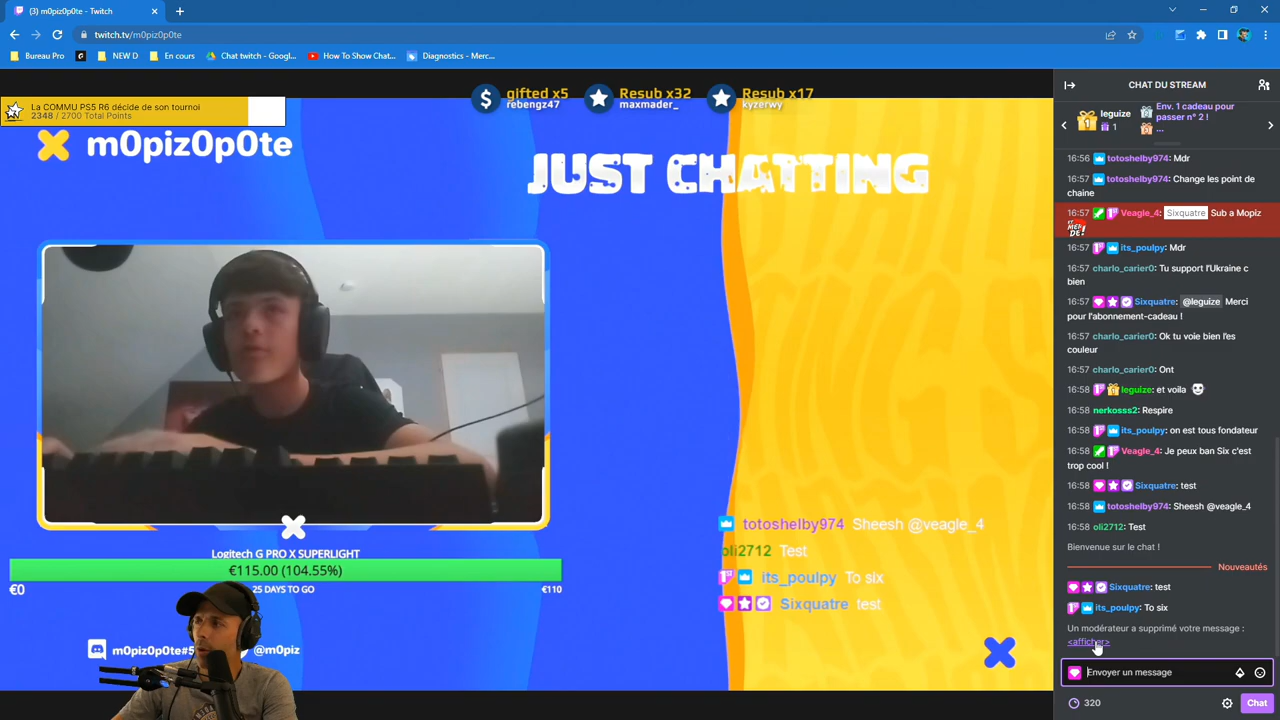 (3) m0piz0p0te - Twitch
twitch.tv/m0piz0p0te
Bureau Pro
NEW D
En cours
Chat twitch - Googl...
How To Show Chat...
Diagnostics - Merc...
La COMMU PS5 R6 décide de son tournoi
2348 / 2700 Total Points
gifted x5
rebengz47
Resub x32
maxmader_
Resub x17
kyzerwy
m0piz0p0te
JUST CHATTING
Logitech G PRO X SUPERLIGHT
€115.00 (104.55%)
€0
25 DAYS TO GO
€110
m0piz0p0te#5
@m0piz
totoshelby974 Sheesh @veagle_4
oli2712 Test
its_poulpy To six
Sixquatre test
CHAT DU STREAM
leguize
1
Env. 1 cadeau pour
passer n° 2 !
...
16:56 totoshelby974: Mdr
16:57 totoshelby974: Change les point de
chaine
16:57 Veagle_4: Sixquatre Sub a Mopiz
16:57 its_poulpy: Mdr
16:57 charlo_carier0: Tu support l'Ukraine c
bien
16:57 Sixquatre: @leguize Merci
pour l'abonnement-cadeau !
16:57 charlo_carier0: Ok tu voie bien l'es
couleur
16:57 charlo_carier0: Ont
16:58 leguize: et voila
16:58 nerkosss2: Respire
16:58 its_poulpy: on est tous fondateur
16:58 Veagle_4: Je peux ban Six c'est
trop cool !
16:58 Sixquatre: test
16:58 totoshelby974: Sheesh @veagle_4
16:58 oli2712: Test
Bienvenue sur le chat !
Nouveautés
Sixquatre: test
its_poulpy: To six
Un modérateur a supprimé votre message :
<afficher>
Envoyer un message
320
Chat